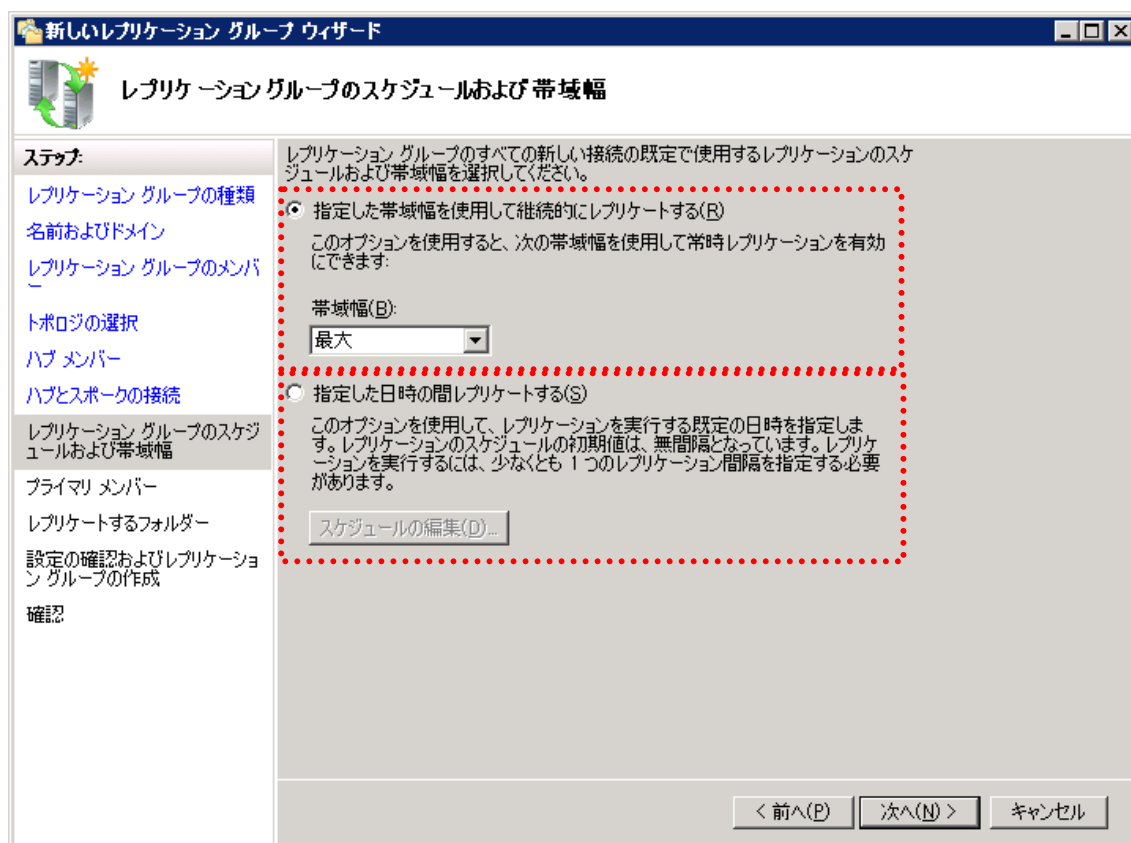 新しいレプリケーション グループ ウィザード
レプリケーション グループのスケジュールおよび帯域幅
ステップ:
レプリケーション グループの種類
名前およびドメイン
レプリケーション グループのメンバ
ー
トポロジの選択
ハブ メンバー
ハブとスポークの接続
レプリケーション グループのスケジ
ュールおよび帯域幅
プライマリ メンバー
レプリケートするフォルダー
設定の確認およびレプリケーショ
ン グループの作成
確認
レプリケーション グループのすべての新しい接続の既定で使用するレプリケーションのスケ
ジュールおよび帯域幅を選択してください。
指定した帯域幅を使用して継続的にレプリケートする(R)
このオプションを使用すると、次の帯域幅を使用して常時レプリケーションを有効
にできます:
帯域幅(B):
最大
指定した日時の間レプリケートする(S)
このオプションを使用して、レプリケーションを実行する既定の日時を指定しま
す。レプリケーションのスケジュールの初期値は、無間隔となっています。レプリケ
ーションを実行するには、少なくとも 1 つのレプリケーション間隔を指定する必要
があります。
スケジュールの編集(D)...
< 前へ(P)
次へ(N) >
キャンセル